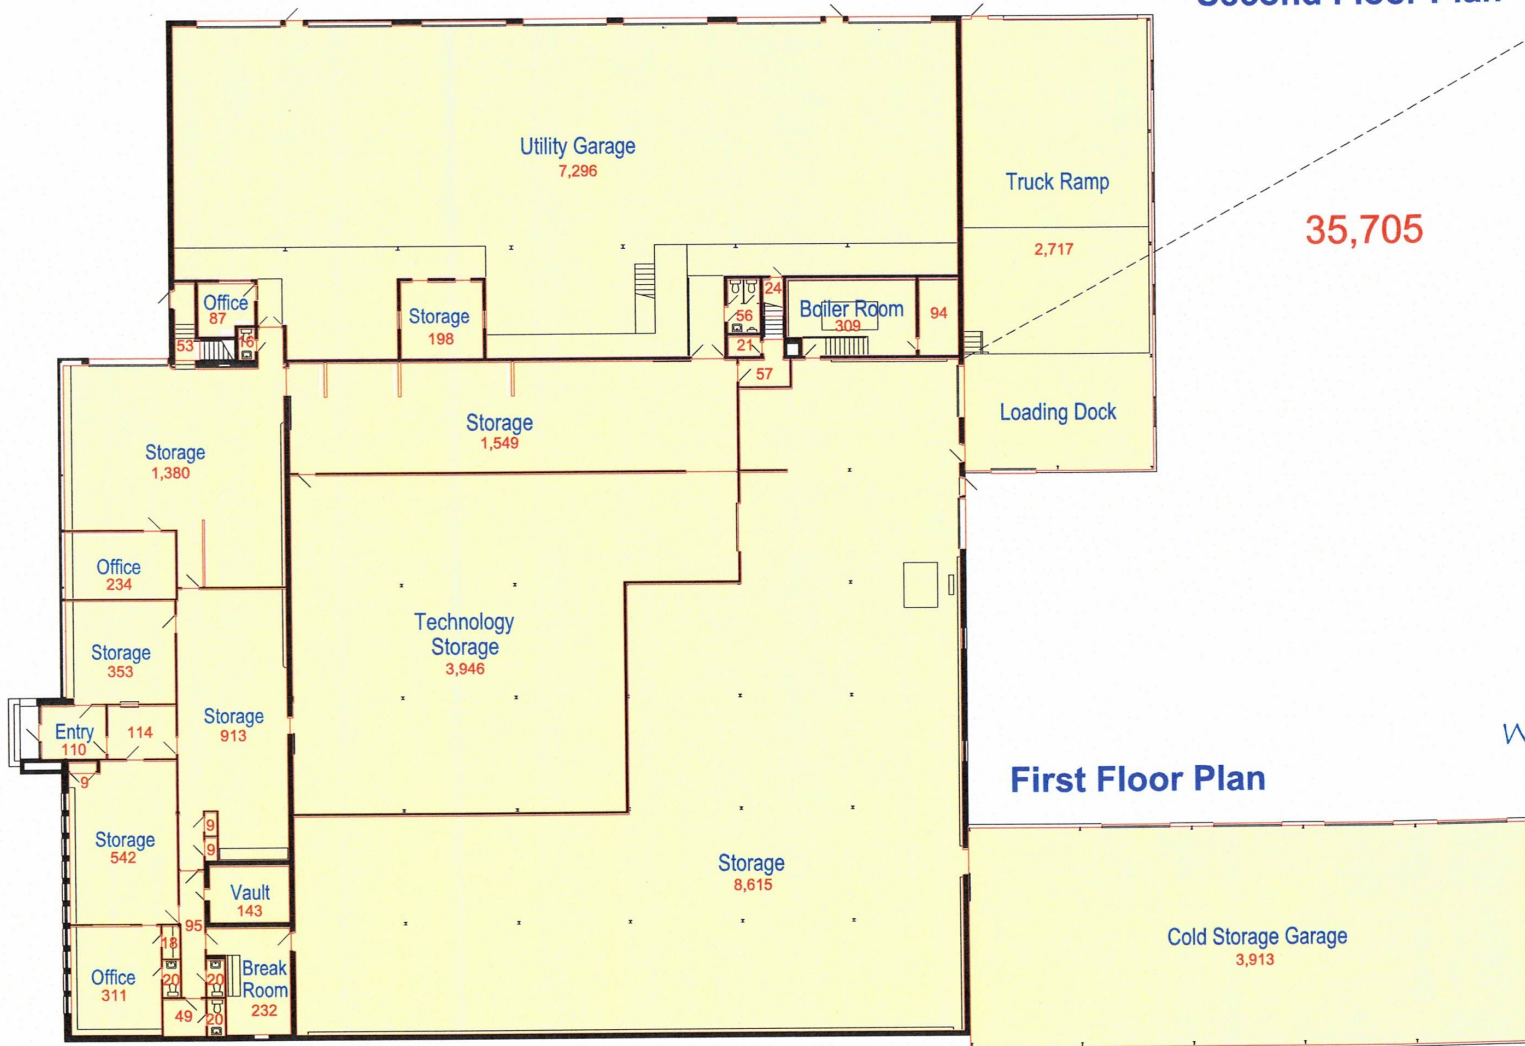 Second Floor Plan
Utility Garage
7,296
Truck Ramp
2,717
35,705
Office
87
53
16
Storage
198
24
56
21
57
Boiler Room
309
94
Loading Dock
Storage
1,549
Storage
1,380
Office
234
Storage
353
Technology
Storage
3,946
Entry
110
114
Storage
913
9
Storage
542
9
9
First Floor Plan
Storage
8,615
Vault
143
95
18
Office
311
20
20
Break
Room
232
49
20
Cold Storage Garage
3,913